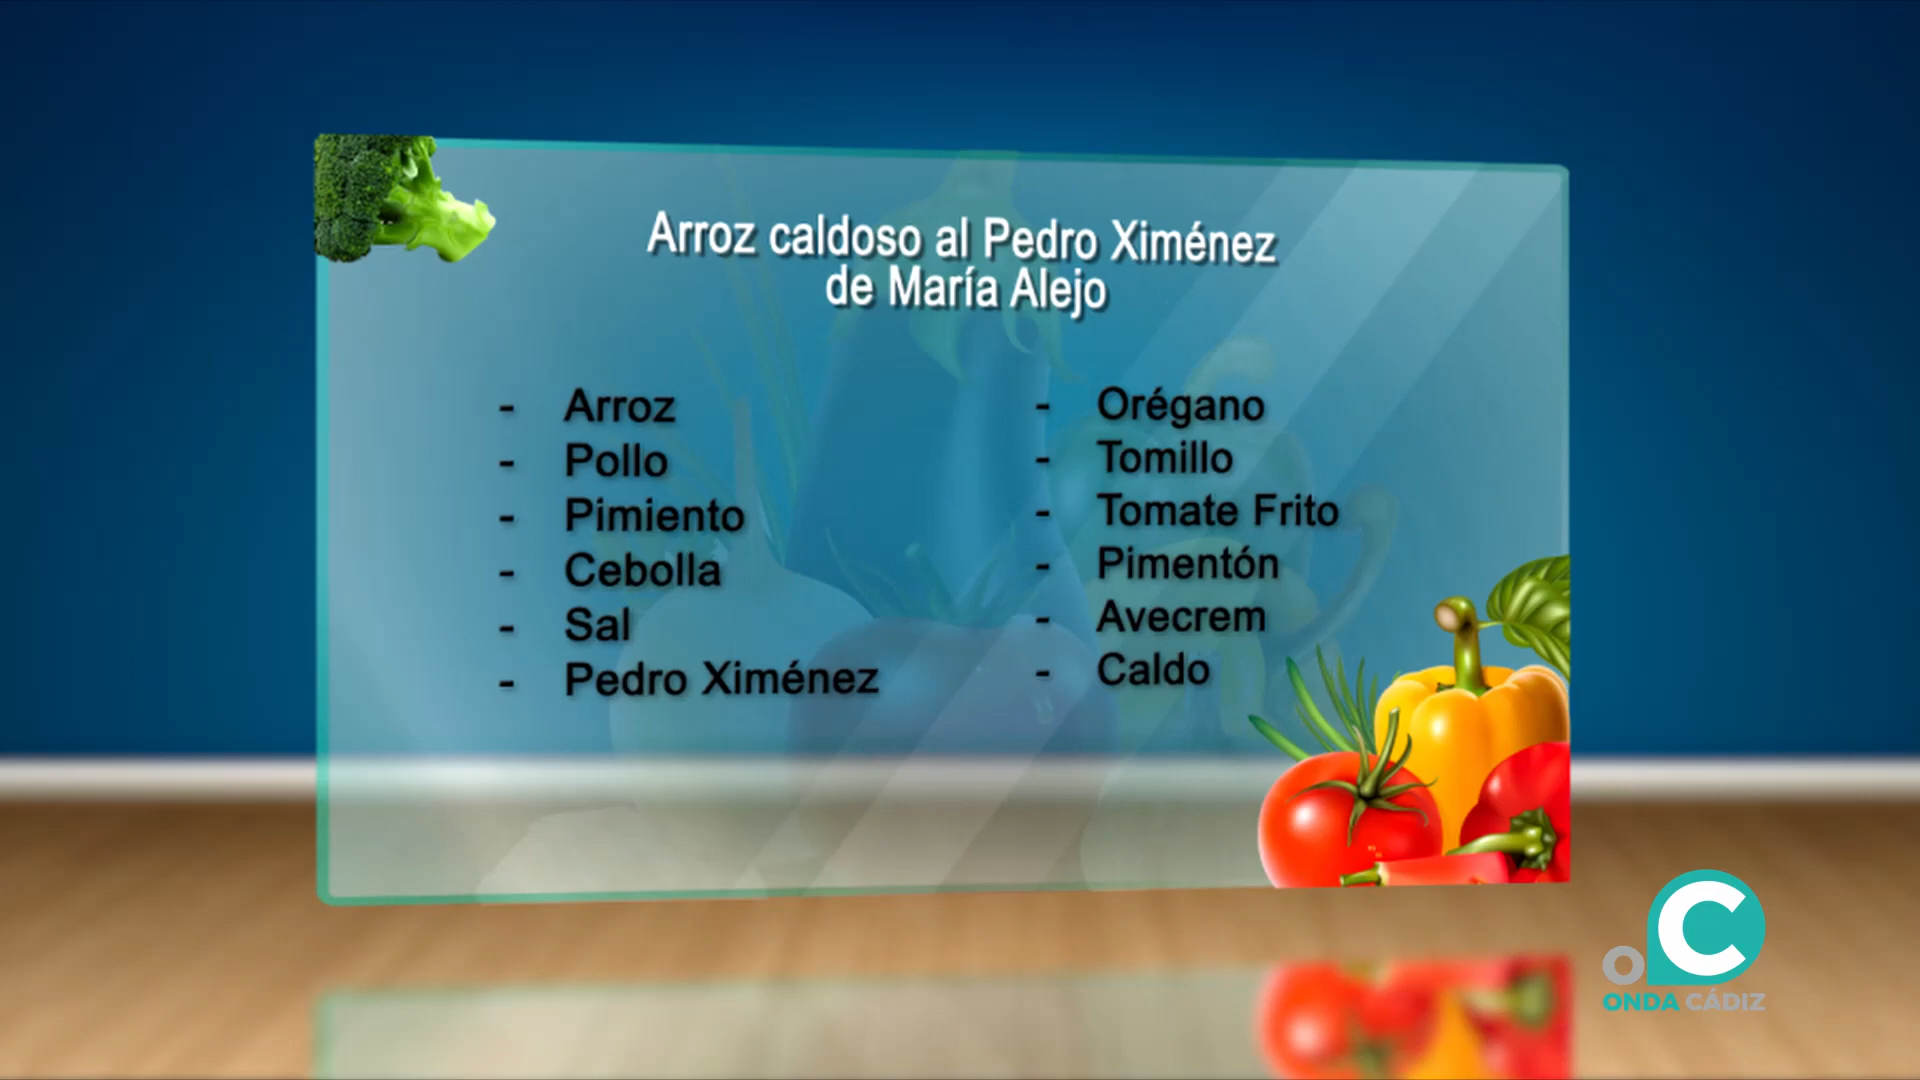 Arroz caldoso al Pedro Ximénez
de María Alejo
- Arroz
- Pollo
- Pimiento
- Cebolla
- Sal
- Pedro Ximénez
- Orégano
- Tomillo
- Tomate Frito
- Pimentón
- Avecrem
- Caldo
O C
ONDA CÁDIZ